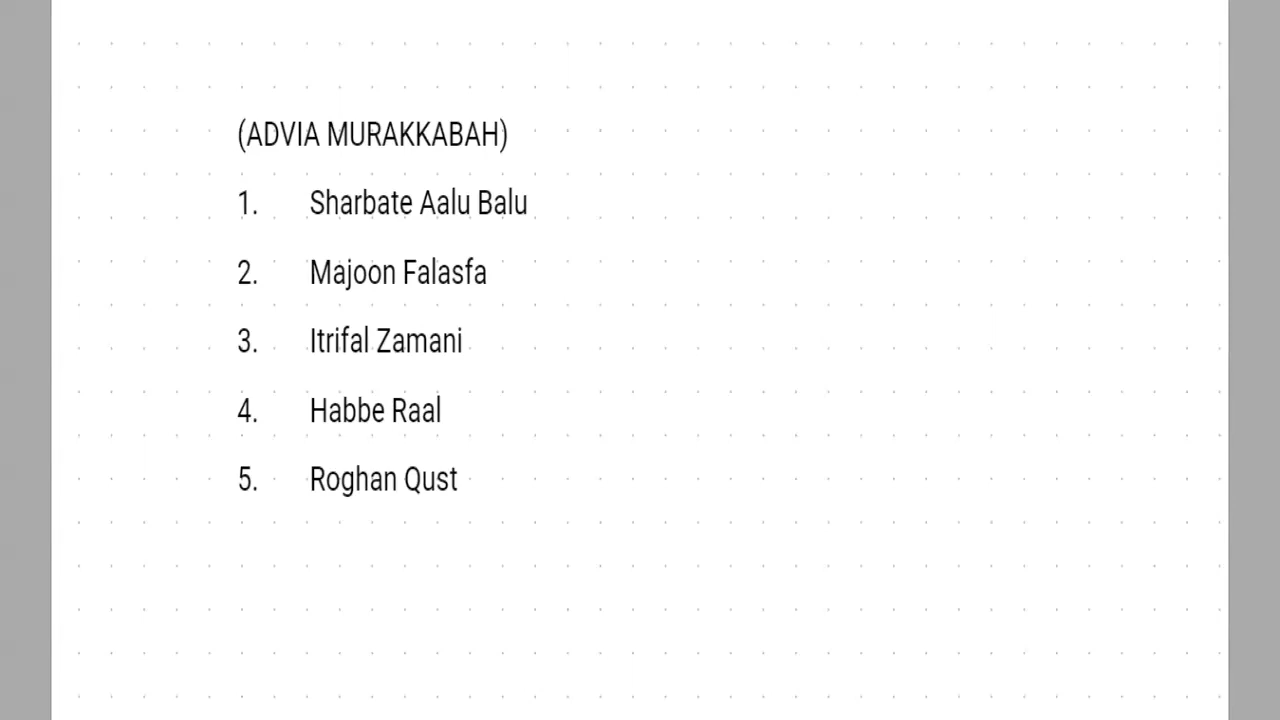 (ADVIA MURAKKABAH)
1. Sharbate Aalu Balu
2. Majoon Falasfa
3. Itrifal Zamani
4. Habbe Raal
5. Roghan Qust